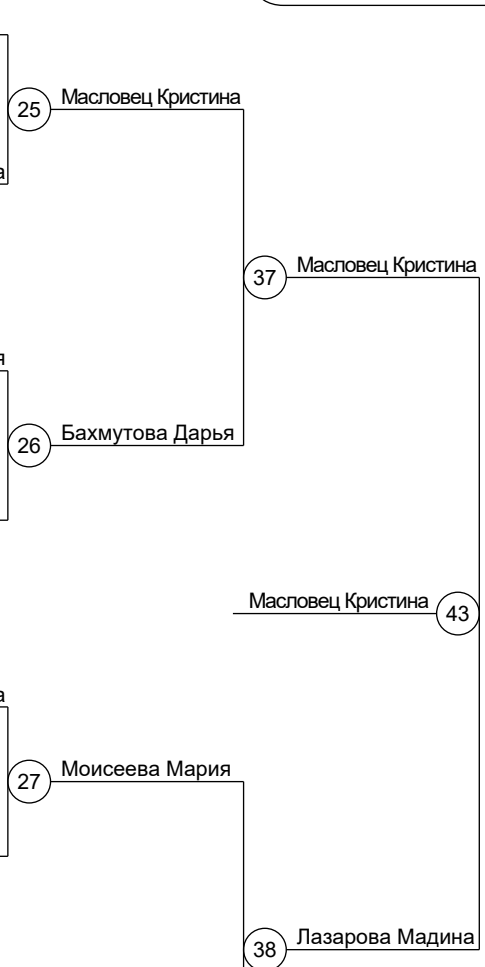 25 Масловец Кристина
а
37 Масловец Кристина
я
26 Бахмутова Дарья
Масловец Кристина 43
а
27 Моисеева Мария
38 Лазарова Мадина